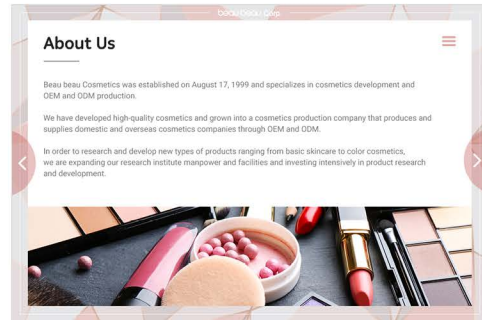 beau beau Corp.
About Us
Beau beau Cosmetics was established on August 17, 1999 and specializes in cosmetics development and
OEM and ODM production.
We have developed high-quality cosmetics and grown into a cosmetics production company that produces and
supplies domestic and overseas cosmetics companies through OEM and ODM.
In order to research and develop new types of products ranging from basic skincare to color cosmetics,
we are expanding our research institute manpower and facilities and investing intensively in product research
and development.